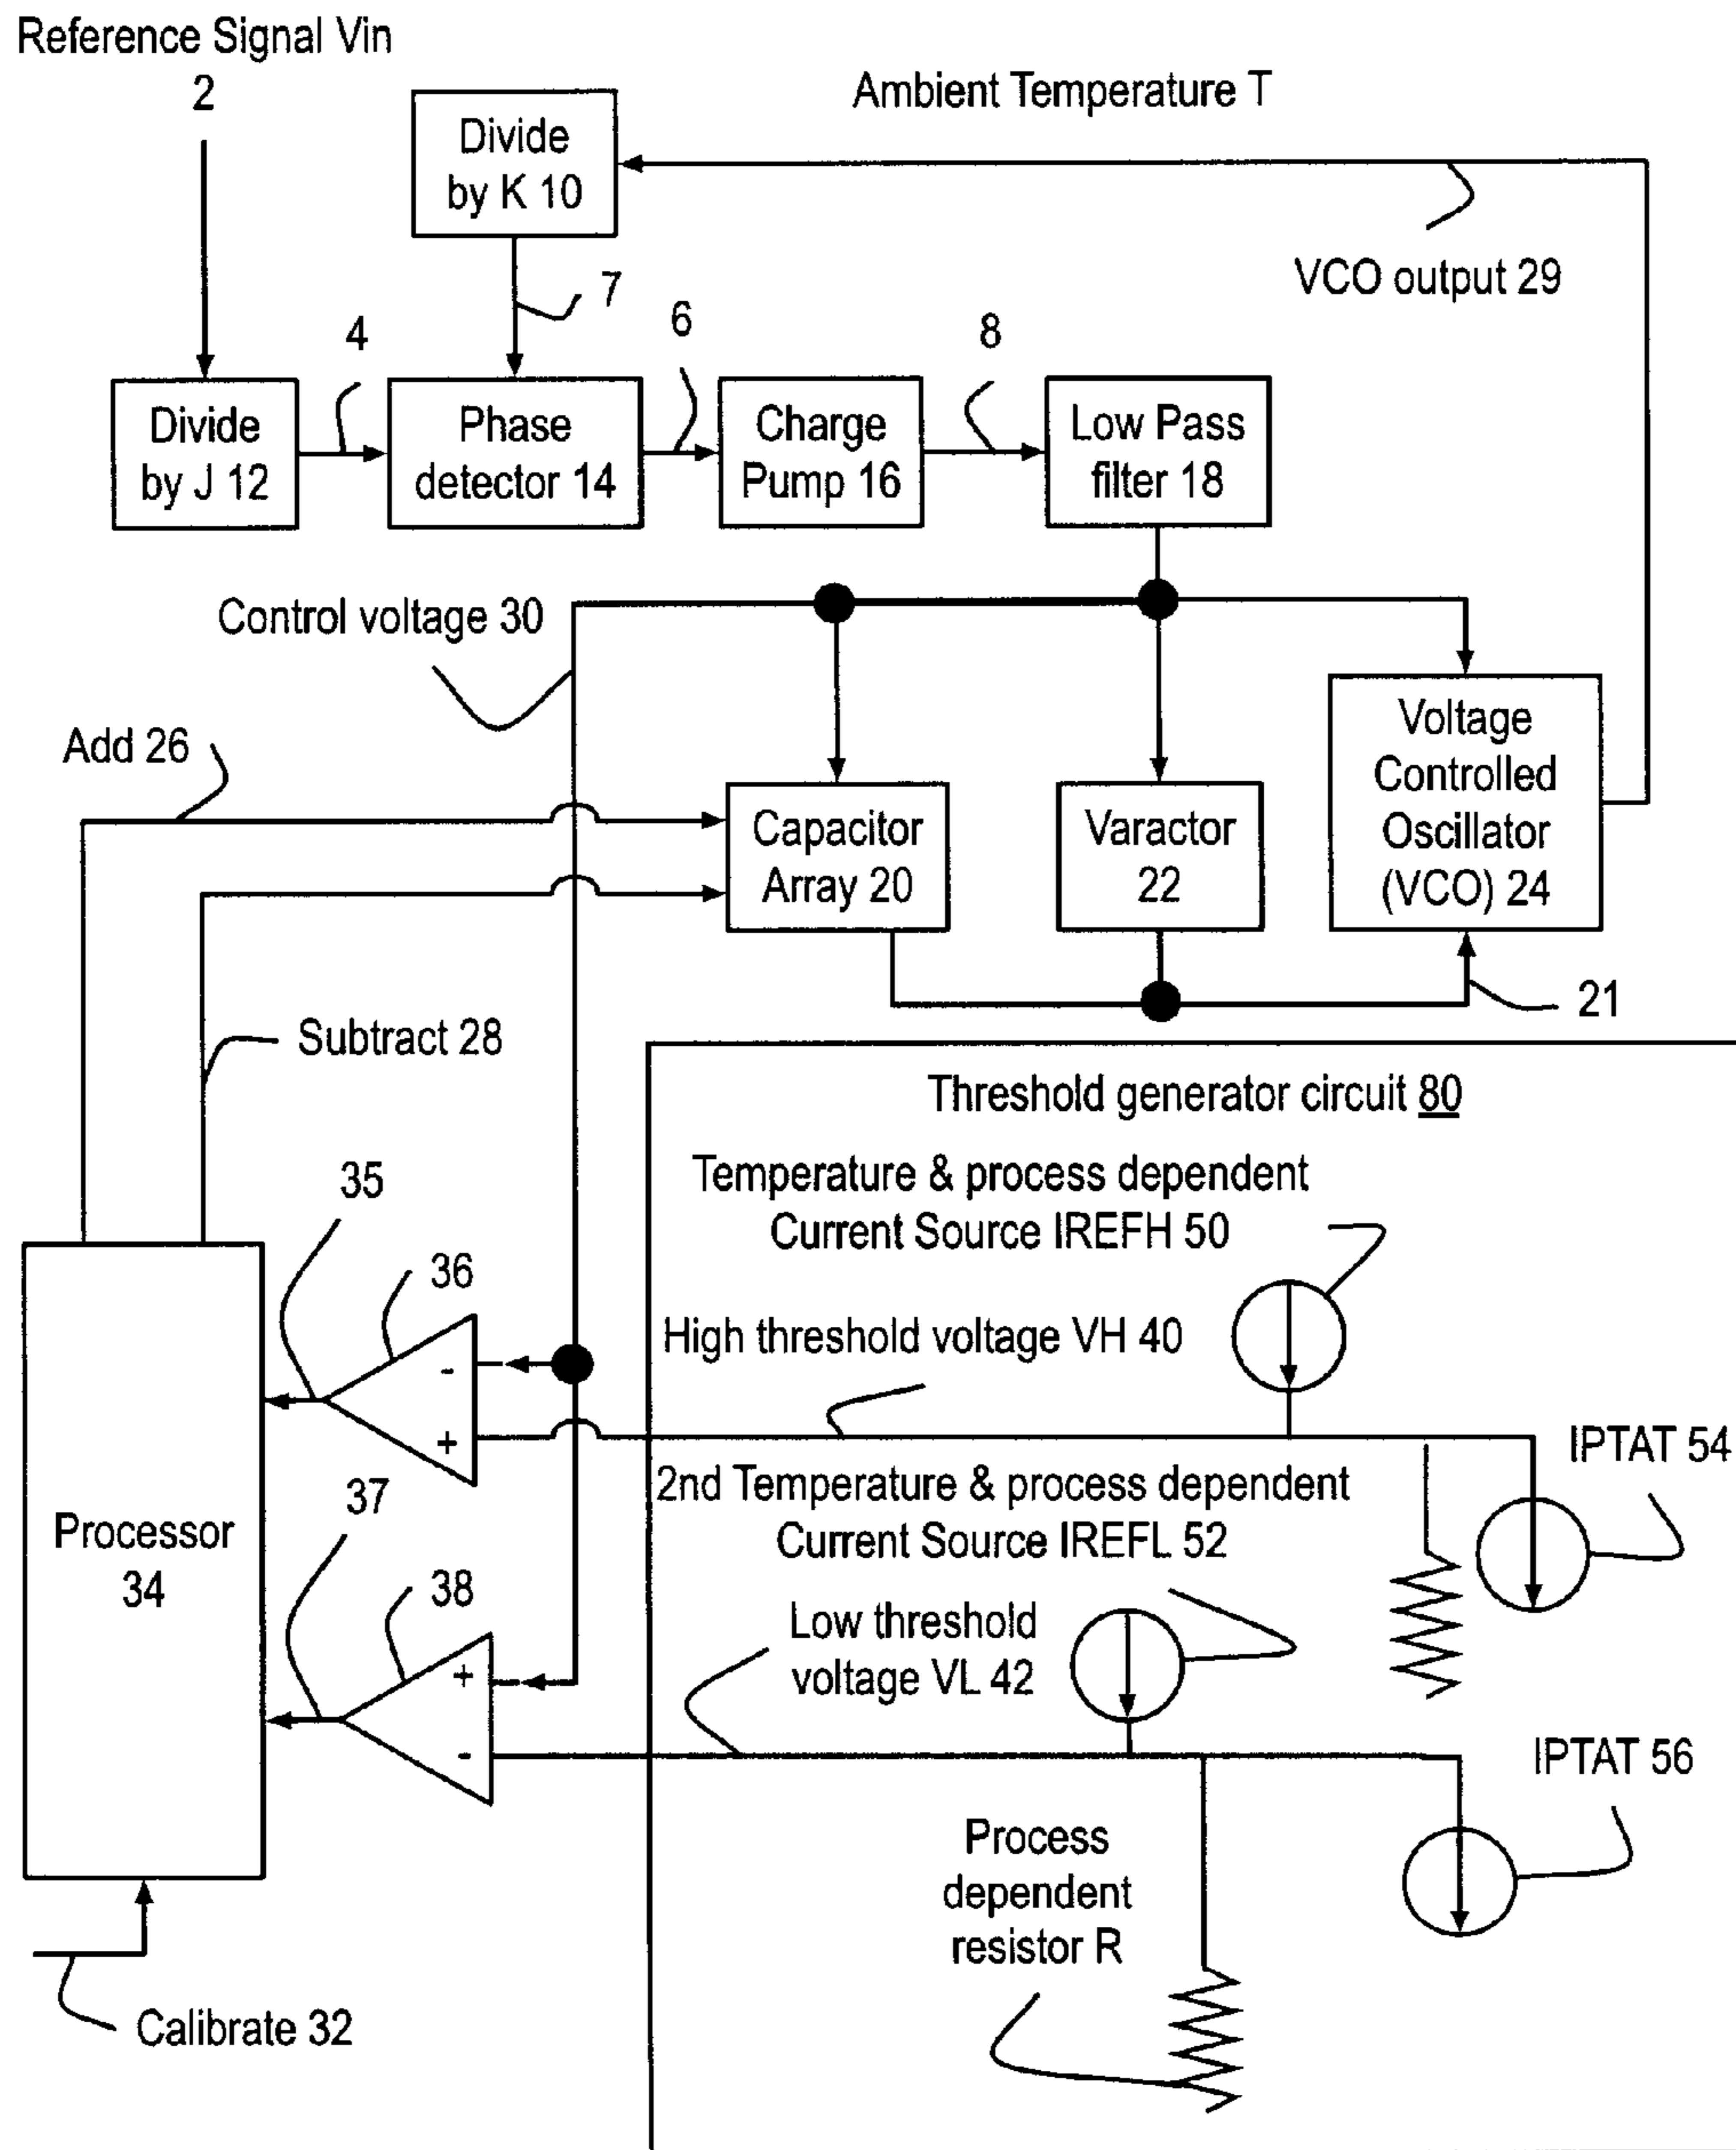 Reference Signal Vin
2
Ambient Temperature T
Divide
by K 10
VCO output 29
7
4
6
8
Divide
by J 12
Phase
detector 14
Charge
Pump 16
Low Pass
filter 18
Control voltage 30
Add 26
Capacitor
Array 20
Varactor
22
Voltage
Controlled
Oscillator
(VCO) 24
21
Subtract 28
Threshold generator circuit 80
Temperature & process dependent
Current Source IREFH 50
35
36
High threshold voltage VH 40
-
+
IPTAT 54
2nd Temperature & process dependent
Current Source IREFL 52
37
38
Processor
34
Low threshold
voltage VL 42
+
-
IPTAT 56
Process
dependent
resistor R
Calibrate 32